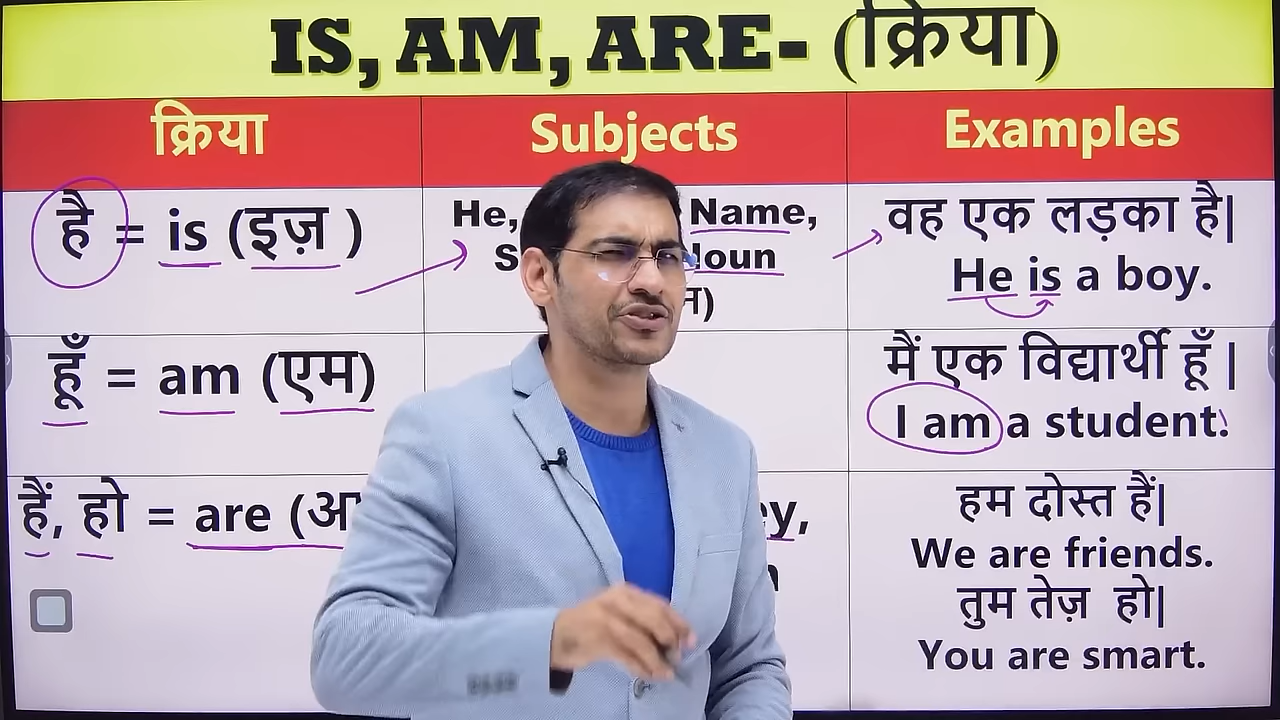 IS, AM, ARE- (क्रिया)
क्रिया Subjects Examples
है = is (इज़ )
He, Name,
वह एक लड़का है|
He is a boy.
हूँ = am (एम)
मैं एक विद्यार्थी हूँ |
I am a student.
हैं, हो = are
हम दोस्त हैं|
We are friends.
तुम तेज़ हो|
You are smart.